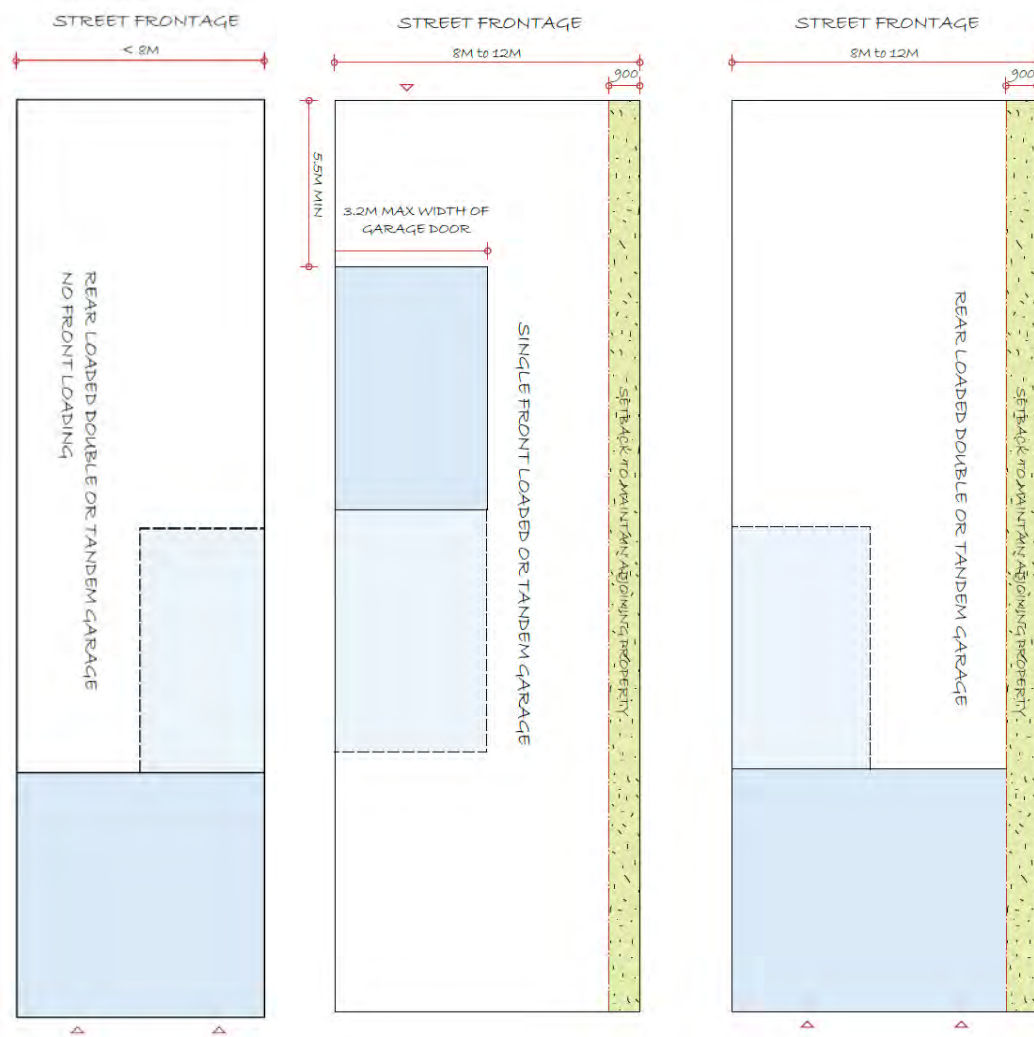 STREET FRONTAGE
< 8M
REAR LOADED DOUBLE OR TANDEM GARAGE
NO FRONT LOADING
STREET FRONTAGE
8M to 12M
900
5.5M MIN
3.2M MAX WIDTH OF
GARAGE DOOR
SINGLE FRONT LOADED OR TANDEM GARAGE
SETBACK TO MAINTAIN ADJOINING PROPERTY
STREET FRONTAGE
8M to 12M
900
REAR LOADED DOUBLE OR TANDEM GARAGE
SETBACK TO MAINTAIN ADJOINING PROPERTY